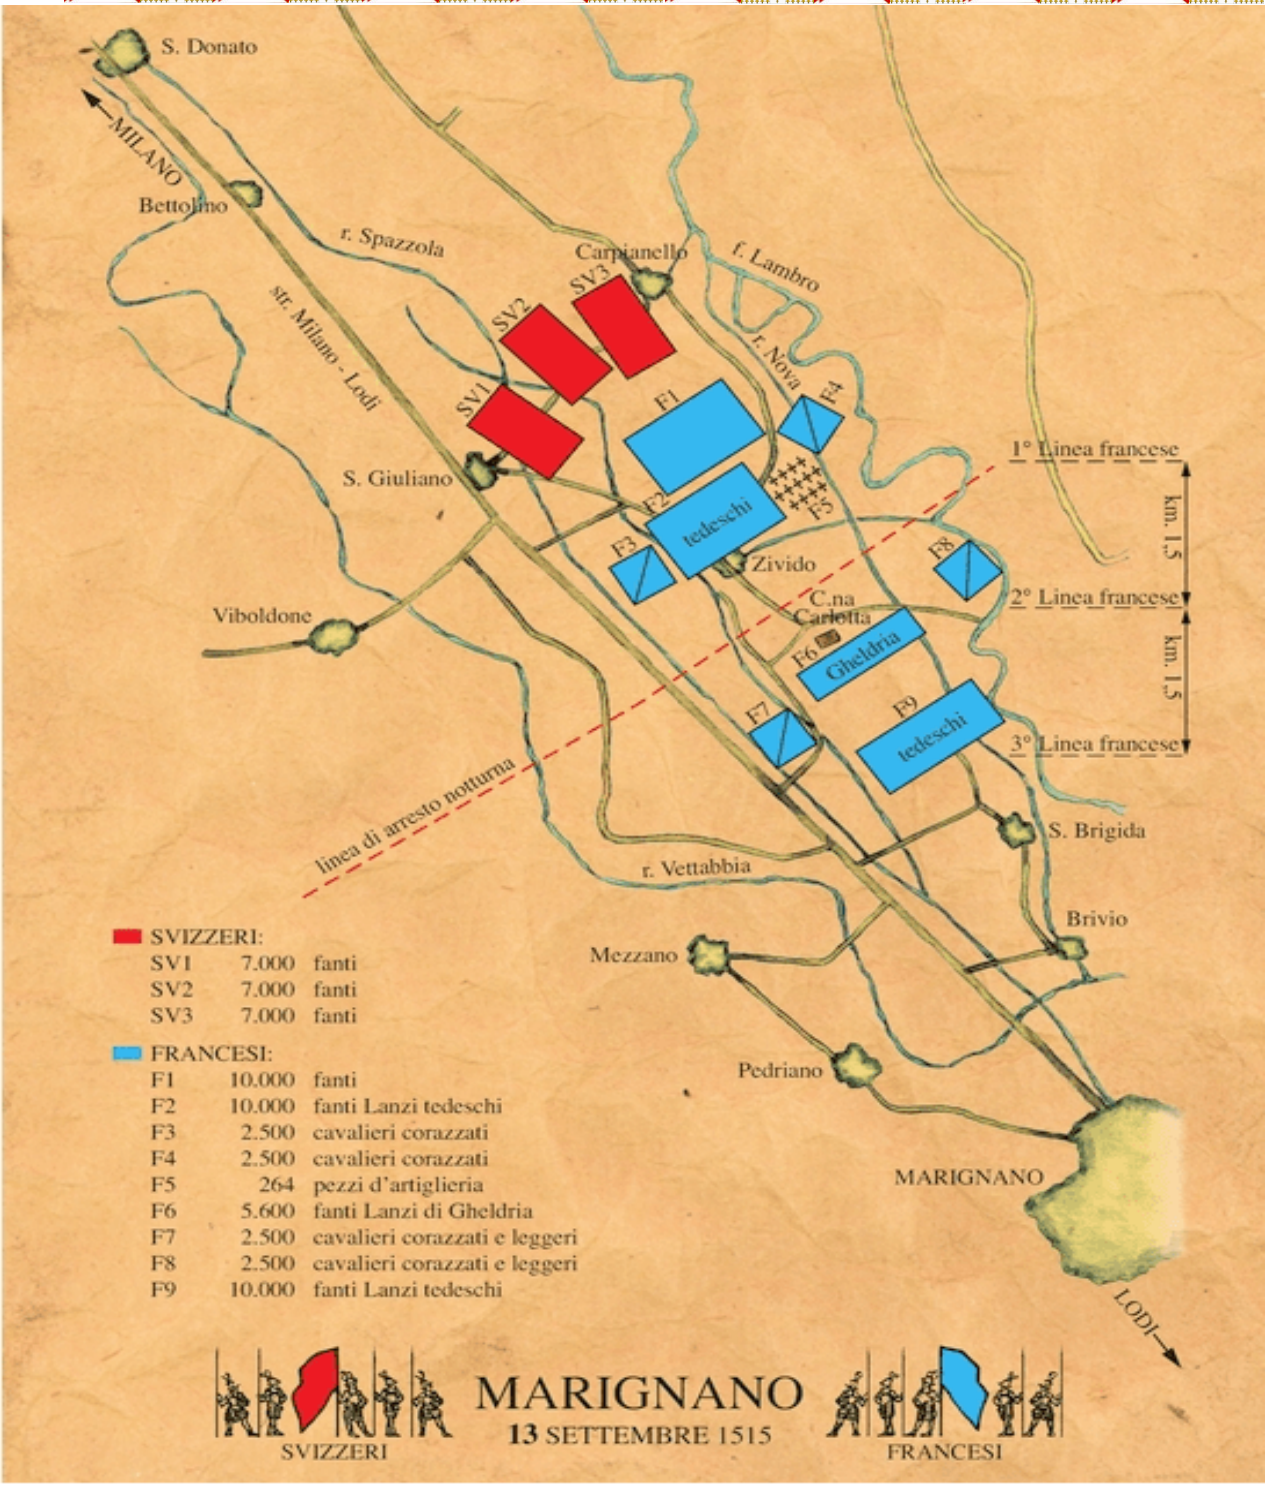 S. Donato
MILANO
Bettolino
r. Spazzola
str. Milano - Lodi
Carpianello
f. Lambro
SV3
SV2
r. Nova
SV1
F1
F4
S. Giuliano
1° Linea francese
F2
tedeschi
F5
km. 1,5
F3
Zivido
F8
2° Linea francese
C.na
Carlotta
Viboldone
F6
Gheldria
km. 1,5
F7
F9
tedeschi
3° Linea francese
linea di arresto notturna
S. Brigida
r. Vettabbia
Brivio
Mezzano
Pedriano
MARIGNANO
LODI
SVIZZERI:
SV1 7.000 fanti
SV2 7.000 fanti
SV3 7.000 fanti
FRANCESI:
F1 10.000 fanti
F2 10.000 fanti Lanzi tedeschi
F3 2.500 cavalieri corazzati
F4 2.500 cavalieri corazzati
F5 264 pezzi d'artiglieria
F6 5.600 fanti Lanzi di Gheldria
F7 2.500 cavalieri corazzati e leggeri
F8 2.500 cavalieri corazzati e leggeri
F9 10.000 fanti Lanzi tedeschi
MARIGNANO
13 SETTEMBRE 1515
SVIZZERI
FRANCESI